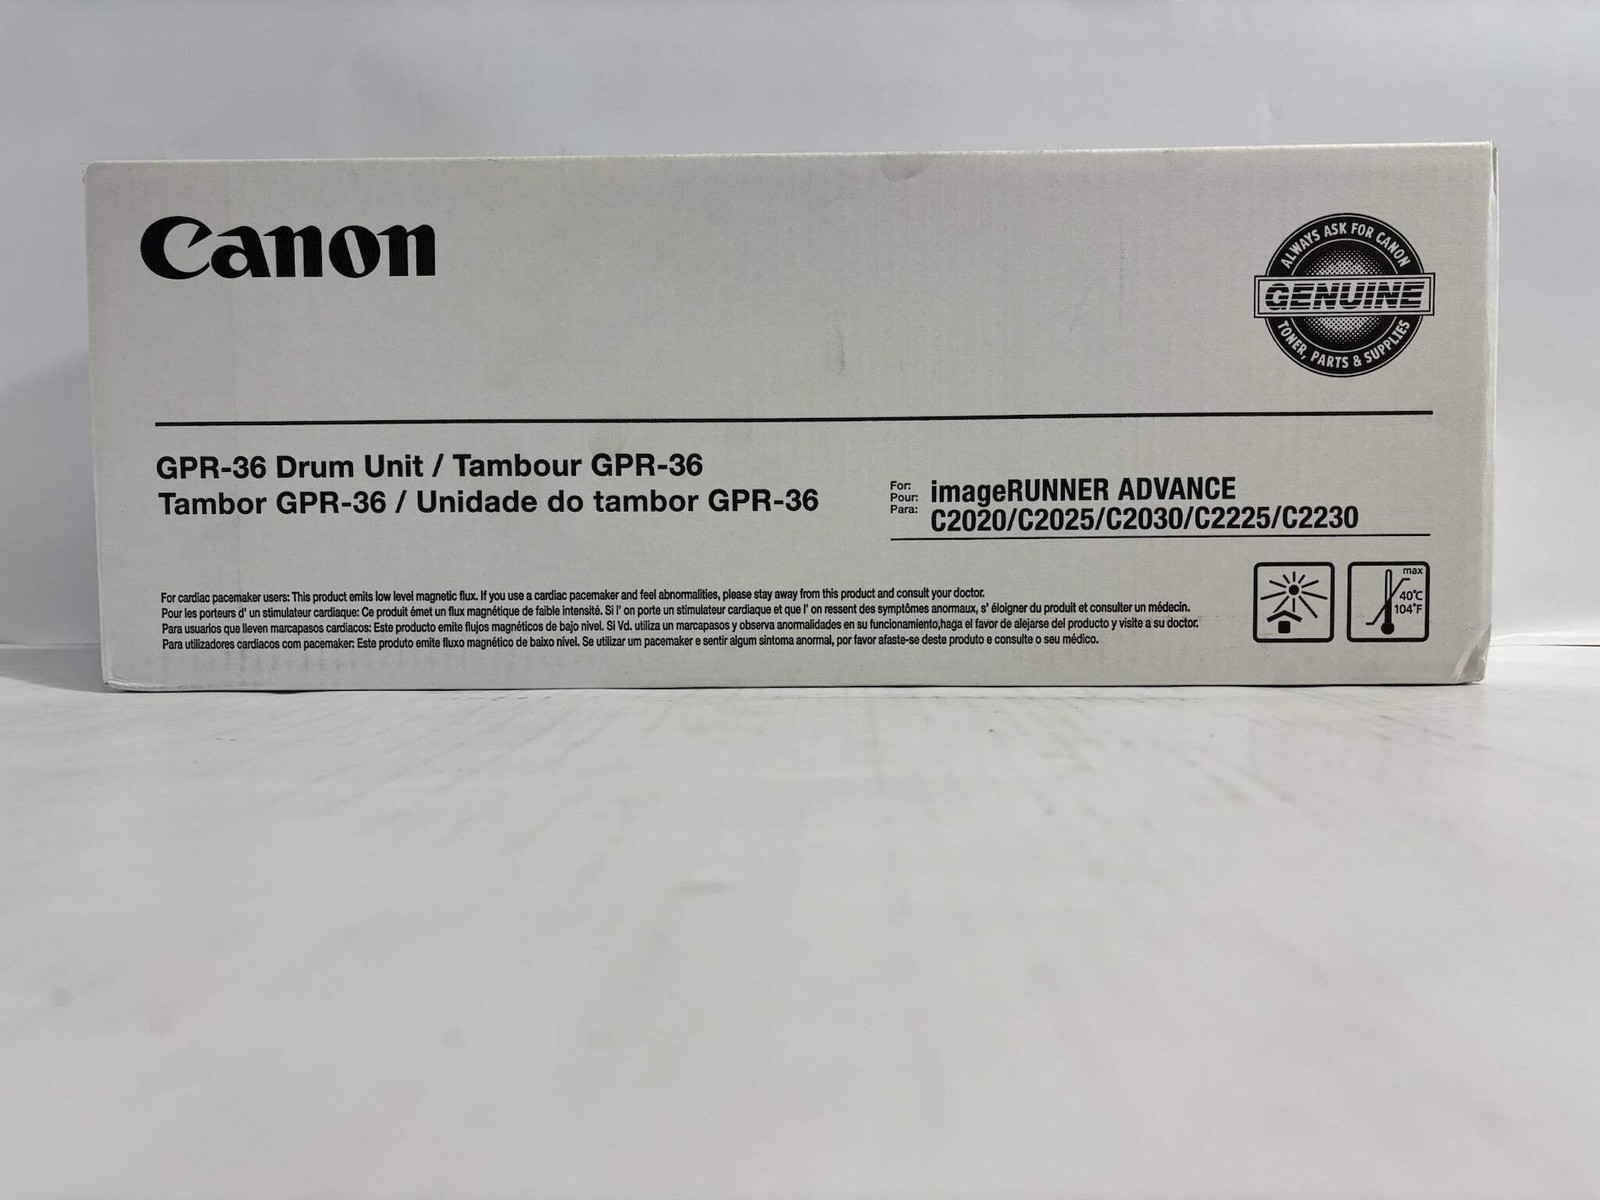 Canon
ALWAYS ASK FOR CANON
GENUINE
TONER, PARTS & SUPPLIES
GPR-36 Drum Unit / Tambour GPR-36
Tambor GPR-36 / Unidade do tambor GPR-36
For:
Pour:
Para:
imageRUNNER ADVANCE
C2020/C2025/C2030/C2225/C2230
For cardiac pacemaker users: This product emits low level magnetic flux. If you use a cardiac pacemaker and feel abnormalities, please stay away from this product and consult your doctor.
Pour les porteurs d' un stimulateur cardiaque: Ce produit émet un flux magnétique de faible intensité. Si l' on porte un stimulateur cardiaque et que l' on ressent des symptômes anormaux, s' éloigner du produit et consulter un médecin.
Para usuarios que lleven marcapasos cardiacos: Este producto emite flujos magnéticos de bajo nivel. Si Vd. utiliza un marcapasos y observa anormalidades en su funcionamiento,haga el favor de alejarse del producto y visite a su doctor.
Para utilizadores cardiacos com pacemaker: Este produto emite fluxo magnético de baixo nível. Se utilizar um pacemaker e sentir algum sintoma anormal, por favor afaste-se deste produto e consulte o seu médico.
max
40°C
104°F